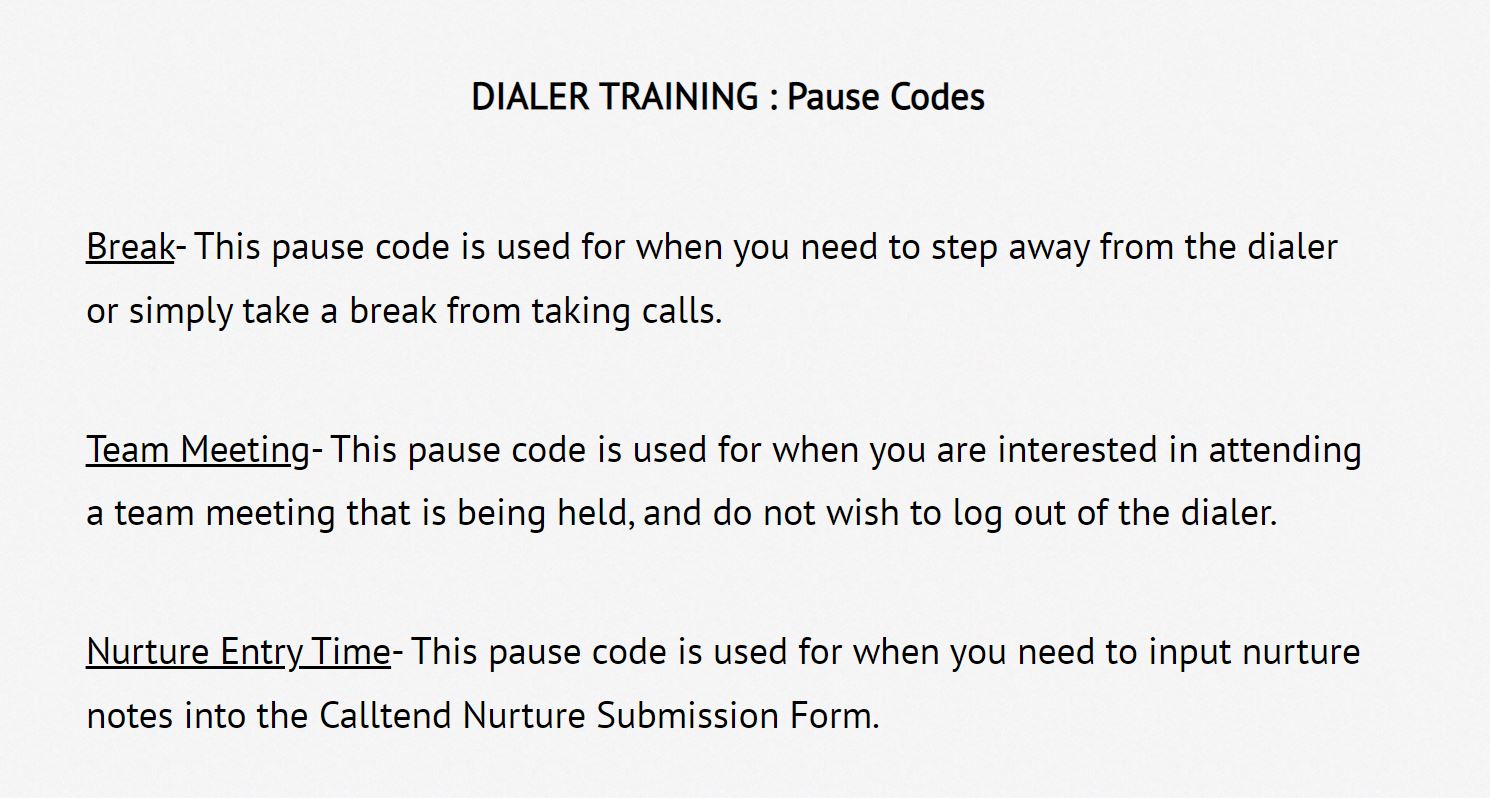 DIALER TRAINING : Pause Codes
Break- This pause code is used for when you need to step away from the dialer
or simply take a break from taking calls.
Team Meeting- This pause code is used for when you are interested in attending
a team meeting that is being held, and do not wish to log out of the dialer.
Nurture Entry Time- This pause code is used for when you need to input nurture
notes into the Calltend Nurture Submission Form.